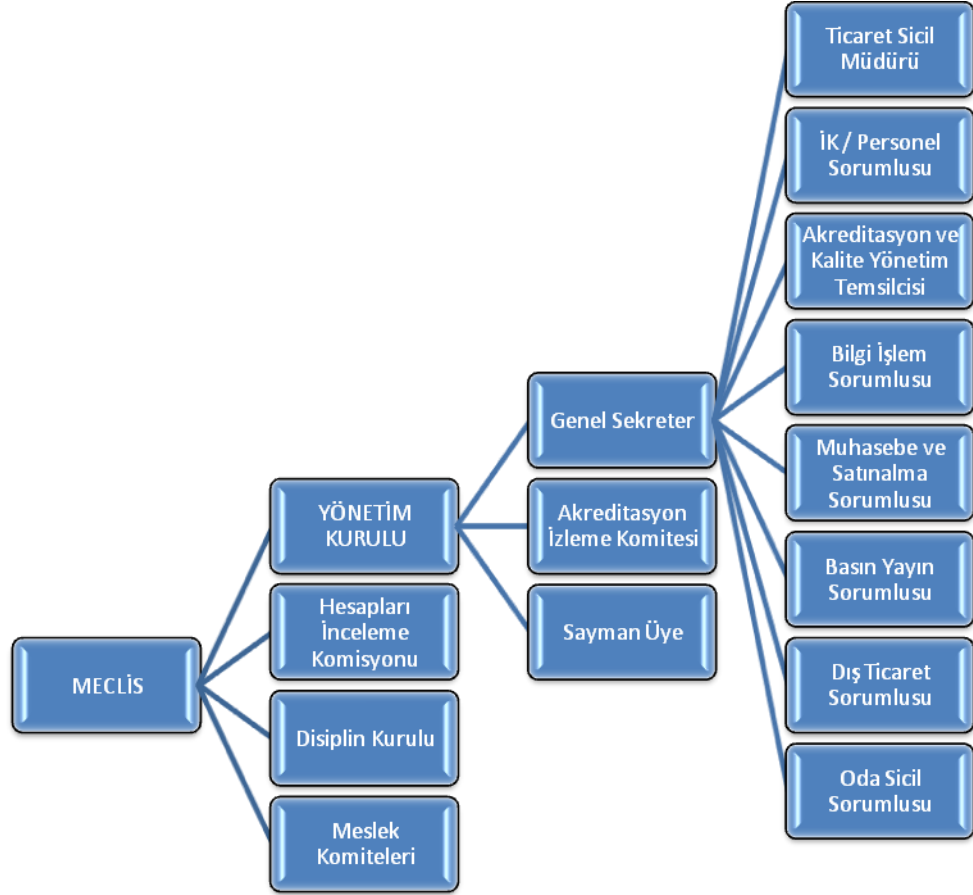 MECLİS
YÖNETİM
KURULU
Hesapları
İnceleme
Komisyonu
Disiplin Kurulu
Meslek
Komiteleri
Genel Sekreter
Akreditasyon
İzleme Komitesi
Sayman Üye
Ticaret Sicil
Müdürü
İK / Personel
Sorumlusu
Akreditasyon ve
Kalite Yönetim
Temsilcisi
Bilgi İşlem
Sorumlusu
Muhasebe ve
Satınalma
Sorumlusu
Basın Yayın
Sorumlusu
Dış Ticaret
Sorumlusu
Oda Sicil
Sorumlusu